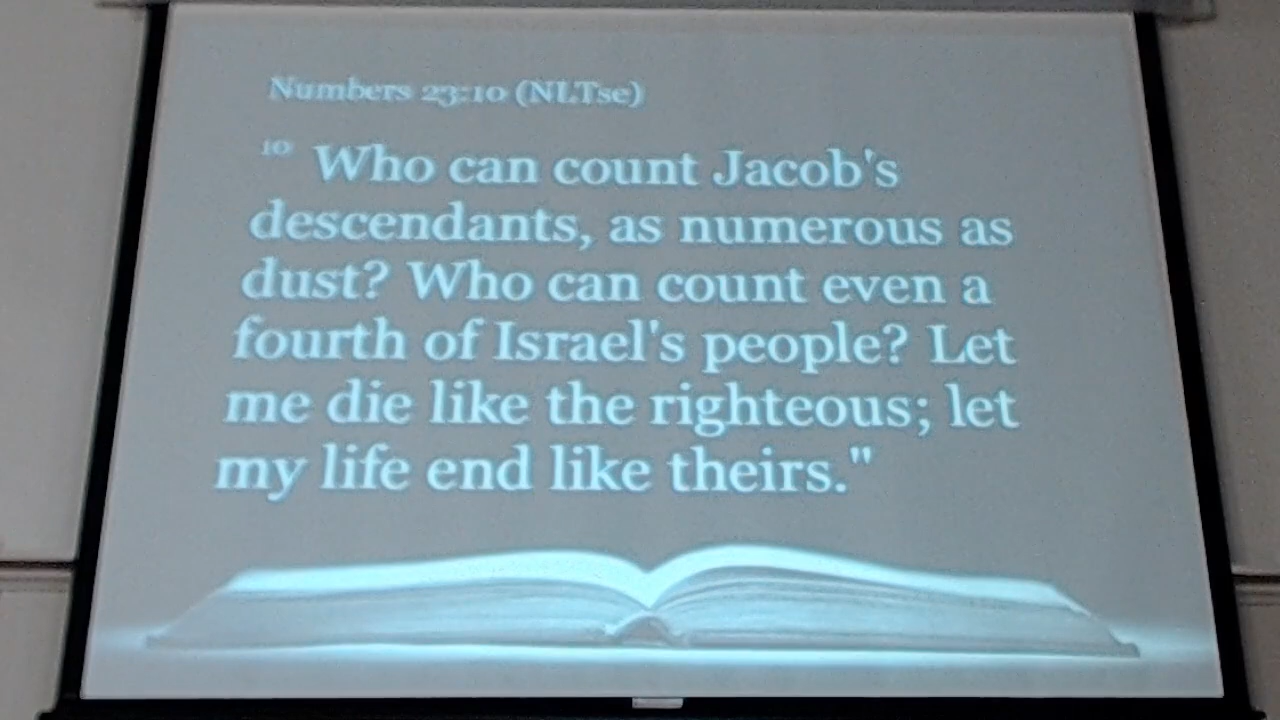 Numbers 23:10 (NLTse)
10 Who can count Jacob's
descendants, as numerous as
dust? Who can count even a
fourth of Israel's people? Let
me die like the righteous; let
my life end like theirs."